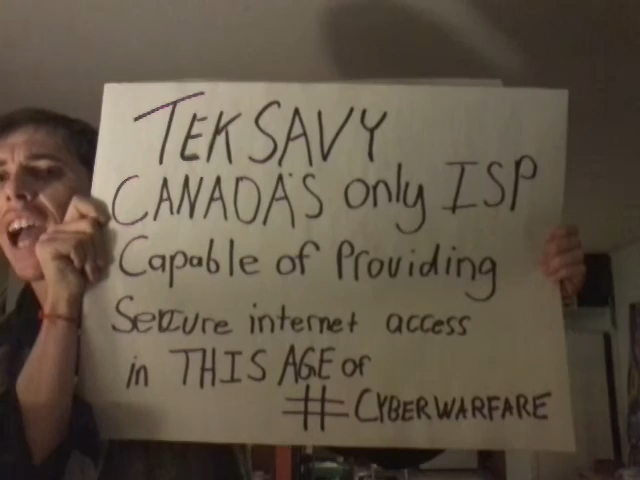 TEKSAVY
CANADA'S only ISP
Capable of Providing
Secure internet access
in THIS AGE of
#CYBERWARFARE